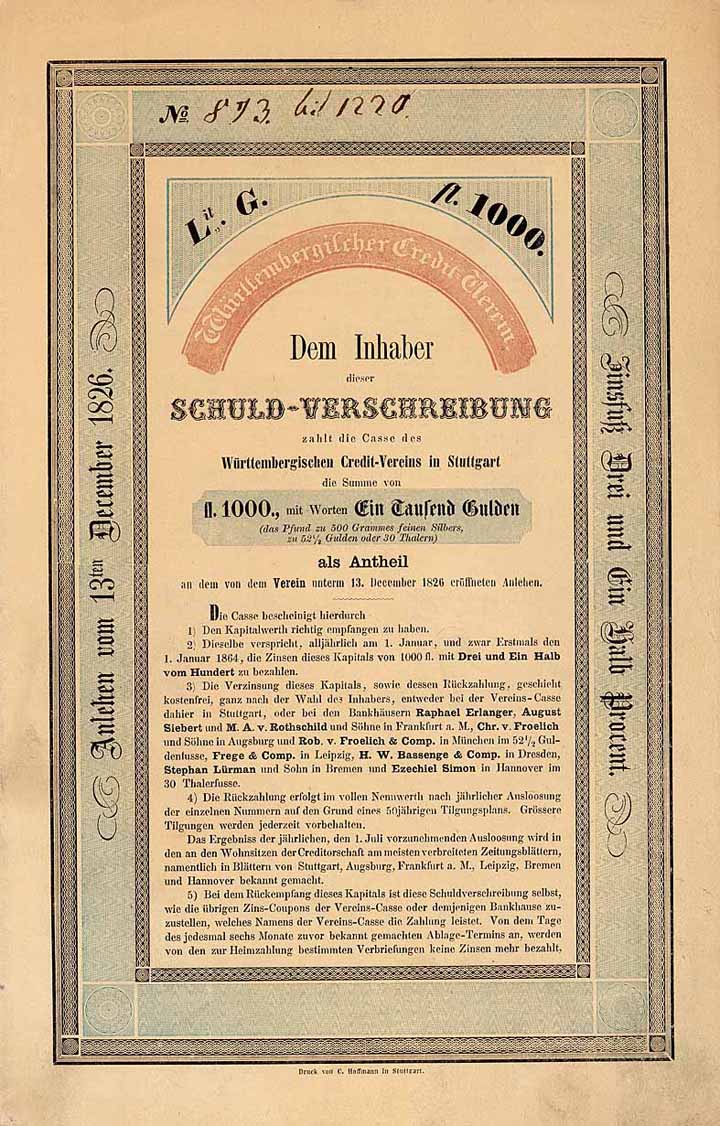 No 893. bis 1220.
Lit. G. fl. 1000.
Württembergischer Credit-Verein.
Dem Inhaber
dieser
SCHULD-VERSCHREIBUNG
zahlt die Casse des
Württembergischen Credit-Vereins in Stuttgart
die Summe von
fl. 1000., mit Worten Ein Tausend Gulden
(das Pfund zu 500 Grammes feinen Silbers,
zu 52½ Gulden oder 30 Thalern)
als Antheil
an dem von dem Verein unterm 13. December 1826 eröffneten Anlehen.
Die Casse bescheinigt hierdurch
1) Den Kapitalwerth richtig empfangen zu haben.
2) Dieselbe verspricht, alljährlich am 1. Januar, und zwar Erstmals den
1. Januar 1864, die Zinsen dieses Kapitals von 1000 fl. mit Drei und Ein Halb
vom Hundert zu bezahlen.
3) Die Verzinsung dieses Kapitals, sowie dessen Rückzahlung, geschieht
kostenfrei, ganz nach der Wahl des Inhabers, entweder bei der Vereins-Casse
dahier in Stuttgart, oder bei den Bankhäusern Raphael Erlanger, August
Siebert und M. A. v. Rothschild und Söhne in Frankfurt a. M., Chr. v. Froelich
und Söhne in Augsburg und Rob. v. Froelich & Comp. in München im 52½ Gul-
denfusse, Frege & Comp. in Leipzig, H. W. Bassenge & Comp. in Dresden,
Stephan Lürman und Sohn in Bremen und Ezechiel Simon in Hannover im
30 Thalerfusse.
4) Die Rückzahlung erfolgt im vollen Nennwerth nach jährlicher Ausloosung
der einzelnen Nummern auf den Grund eines 50jährigen Tilgungsplans. Grössere
Tilgungen werden jederzeit vorbehalten.
Das Ergebniss der jährlichen, den 1. Juli vorzunehmenden Ausloosung wird in
den an den Wohnsitzen der Creditorschaft am meisten verbreiteten Zeitungsblättern,
namentlich in Blättern von Stuttgart, Augsburg, Frankfurt a. M., Leipzig, Bremen
und Hannover bekannt gemacht.
5) Bei dem Rückempfang dieses Kapitals ist diese Schuldverschreibung selbst,
wie die übrigen Zins-Coupons der Vereins-Casse oder demjenigen Bankhause zu-
zustellen, welches Namens der Vereins-Casse die Zahlung leistet. Von dem Tage
des jedesmal sechs Monate zuvor bekannt gemachten Ablage-Termins an, werden
von den zur Heimzahlung bestimmten Verbriefungen keine Zinsen mehr bezahlt,
Anlehen vom 13ten December 1826.
Zinsfuß Drei und Ein Halb Procent.
Druck von C. Hoffmann in Stuttgart.